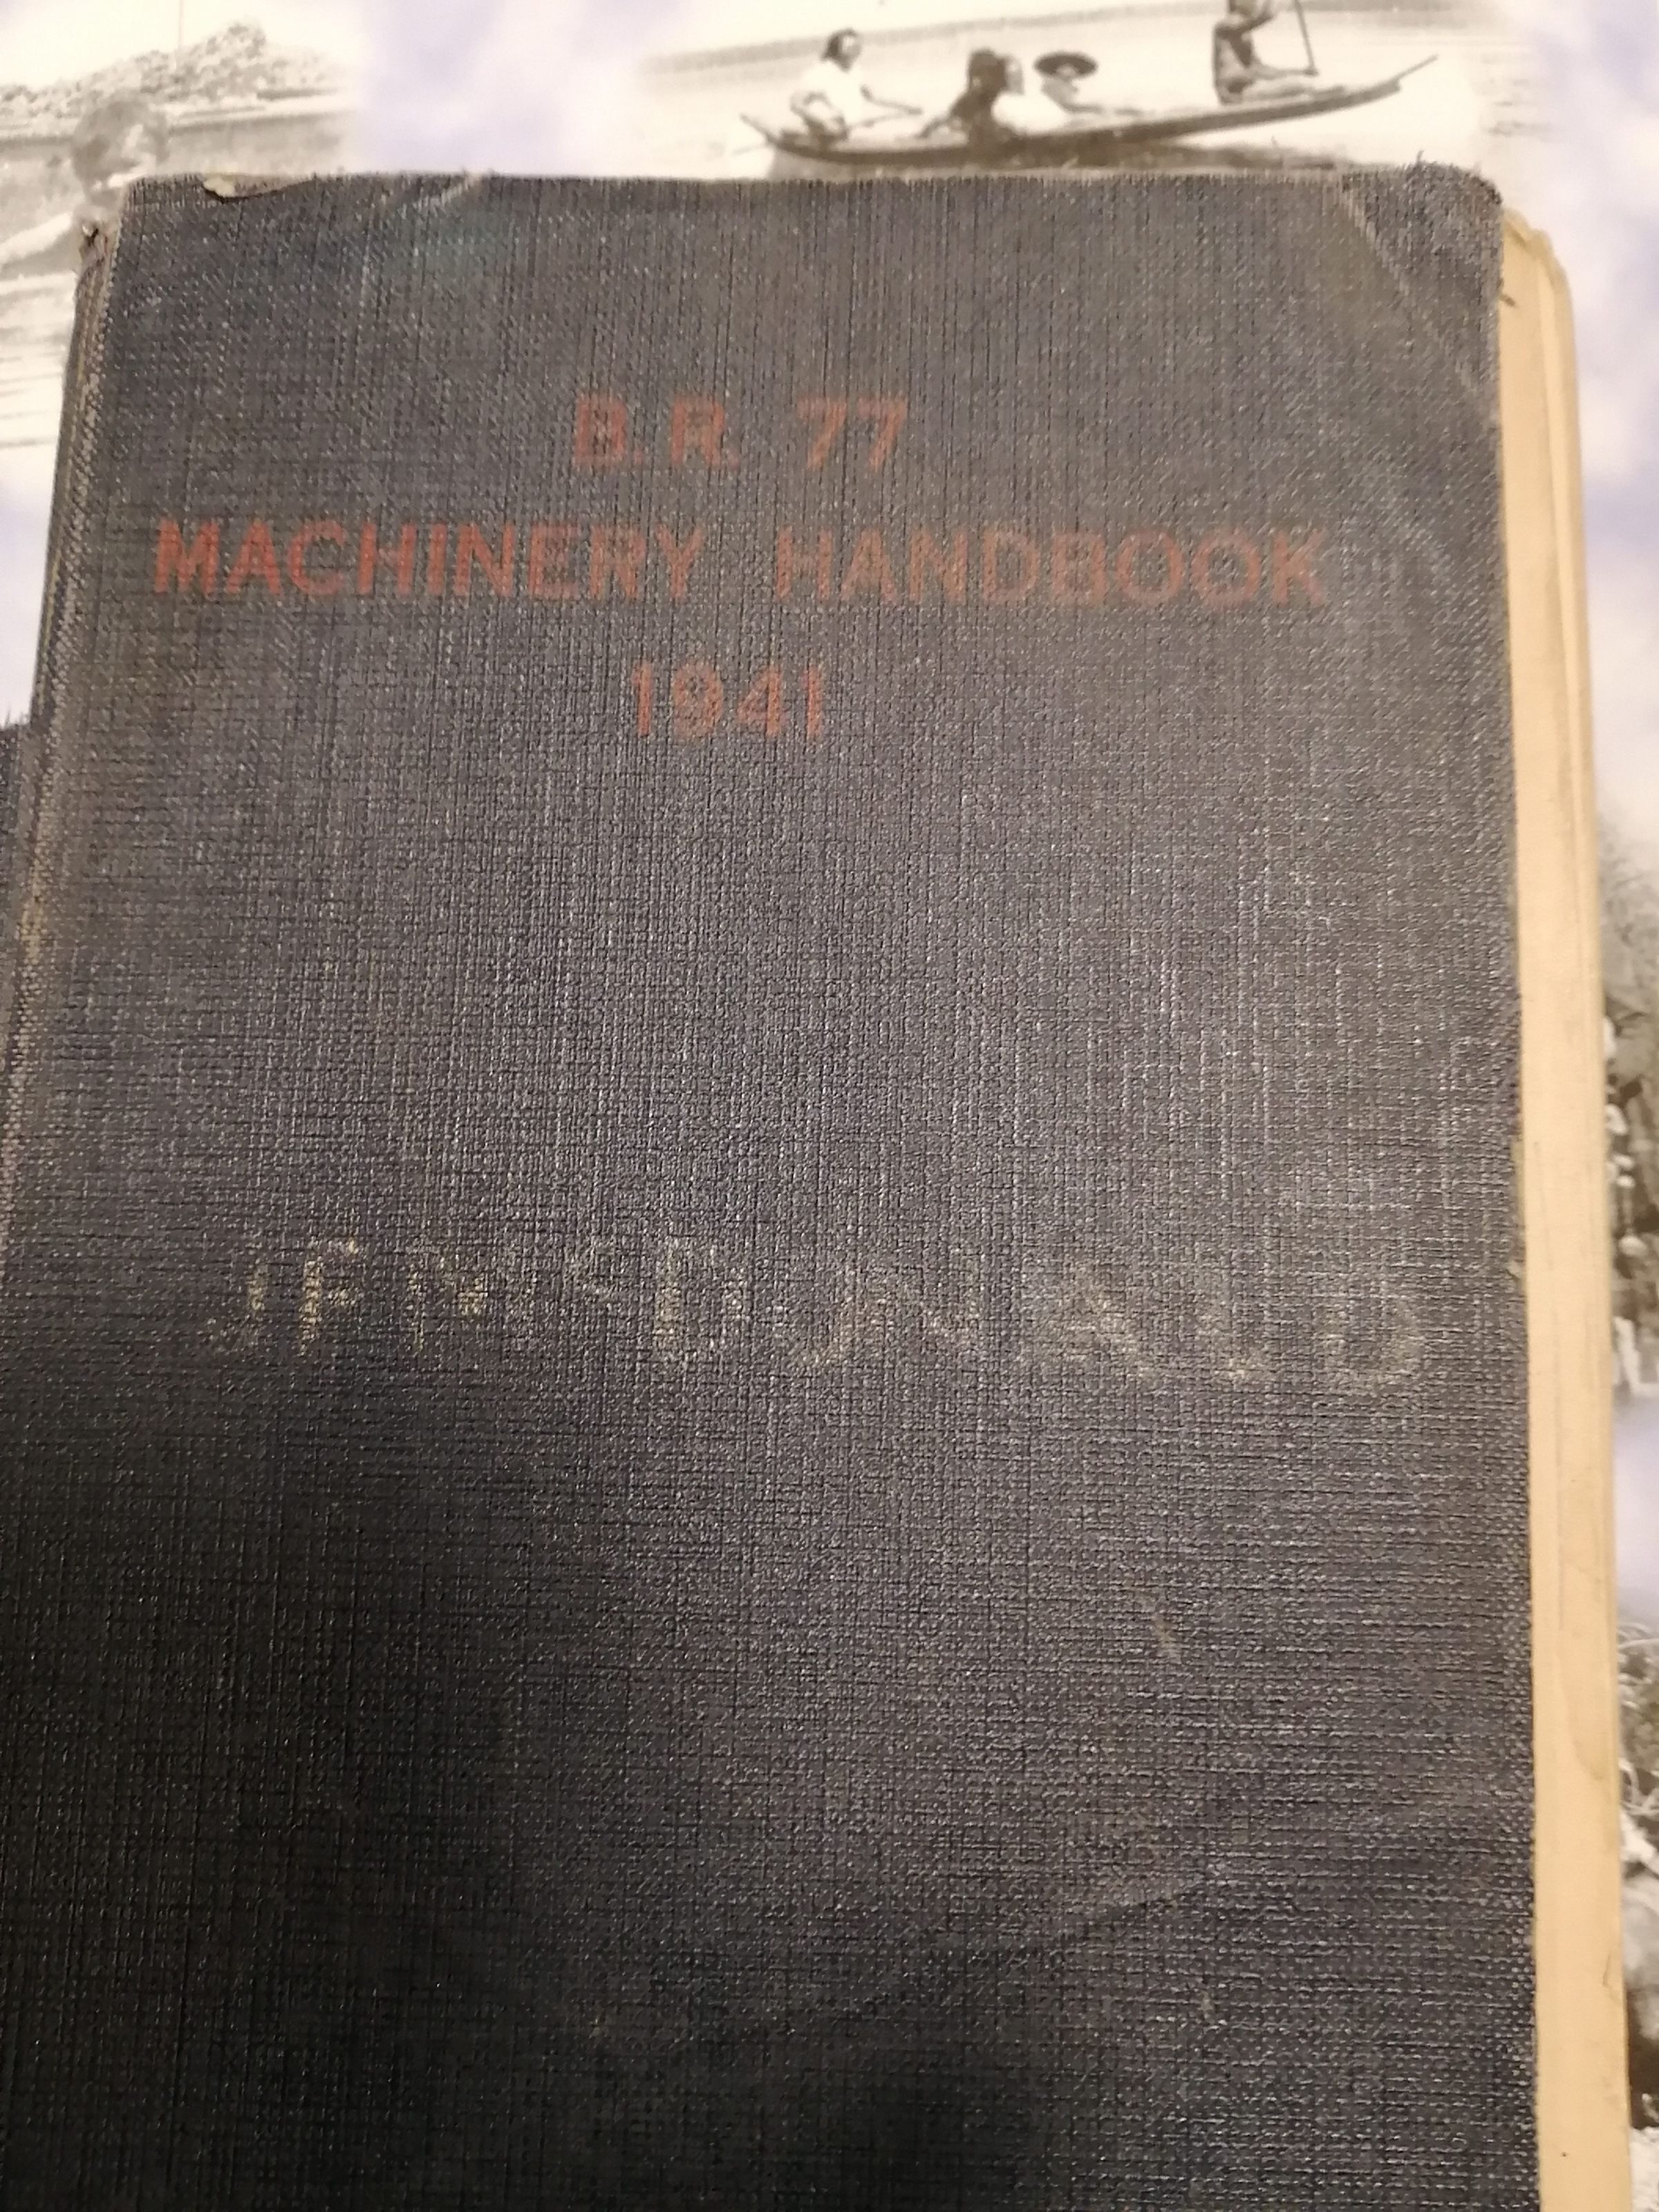 B.R. 77
MACHINERY HANDBOOK
1941